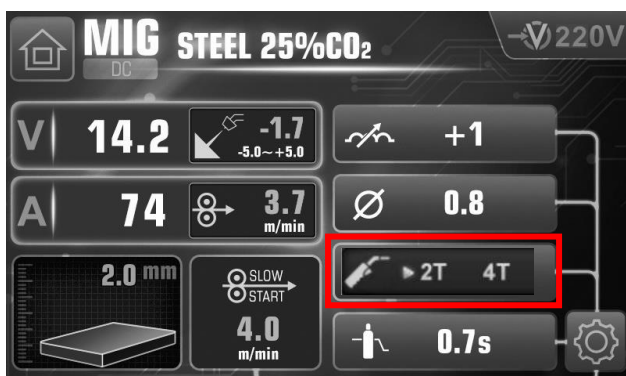 MIG STEEL 25%CO₂
DC
220V
V 14.2 -1.7
-5.0~+5.0
+1
A 74 3.7
m/min
0.8
2.0 mm
SLOW
START
4.0
m/min
▸2T 4T
0.7s